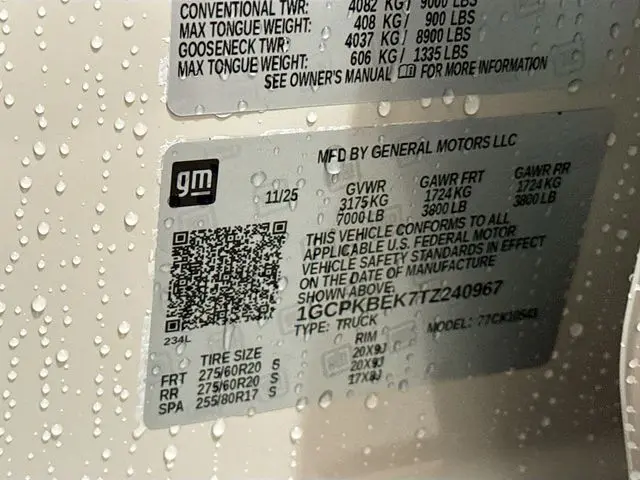 CONVENTIONAL TWR: 4082 KG/ 9000 LBS
MAX TONGUE WEIGHT: 408 KG/ 900 LBS
GOOSENECK TWR: 4037 KG/ 8900 LBS
MAX TONGUE WEIGHT: 606 KG/ 1335 LBS
SEE OWNER'S MANUAL FOR MORE INFORMATION
gm
MFD BY GENERAL MOTORS LLC
11/25 GVWR GAWR FRT GAWR RR
3175 KG 1724 KG 1724 KG
7000 LB 3800 LB 3800 LB
THIS VEHICLE CONFORMS TO ALL
APPLICABLE U.S. FEDERAL MOTOR
VEHICLE SAFETY STANDARDS IN EFFECT
ON THE DATE OF MANUFACTURE
SHOWN ABOVE.
1GCPKBEK7TZ240967
TYPE: TRUCK MODEL:
234L
TIRE SIZE RIM
FRT 275/60R20 S 20X9J
RR 275/60R20 S 20X9J
SPA 255/80R17 S 17X8J